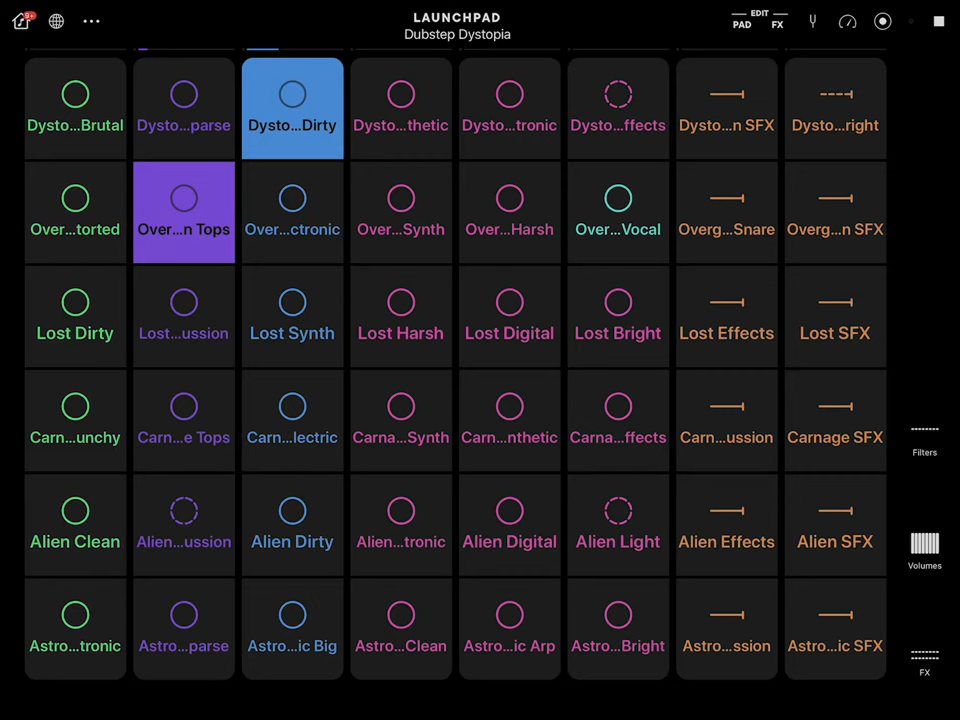 9+
LAUNCHPAD
Dubstep Dystopia
EDIT
PAD FX
Dysto...Brutal Dysto...parse Dysto...Dirty Dysto...thetic Dysto...tronic Dysto...ffects Dysto...n SFX Dysto...right
Over...torted Over...n Tops Over...ctronic Over...Synth Over...Harsh Over...Vocal Overg...Snare Overg...n SFX
Lost Dirty Lost...ussion Lost Synth Lost Harsh Lost Digital Lost Bright Lost Effects Lost SFX
Carn...unchy Carn...e Tops Carn...lectric Carna...Synth Carn...nthetic Carna...ffects Carn...ussion Carnage SFX
Filters
Alien Clean Alien...ussion Alien Dirty Alien...tronic Alien Digital Alien Light Alien Effects Alien SFX
Volumes
Astro...tronic Astro...parse Astro...ic Big Astro...Clean Astro...ic Arp Astro...Bright Astro...ssion Astro...ic SFX
FX